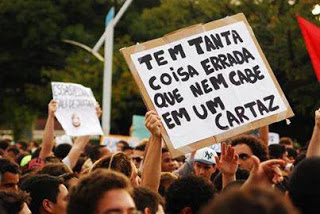 TEM TANTA
COISA ERRADA
QUE NEM CABE
EM UM CARTAZ